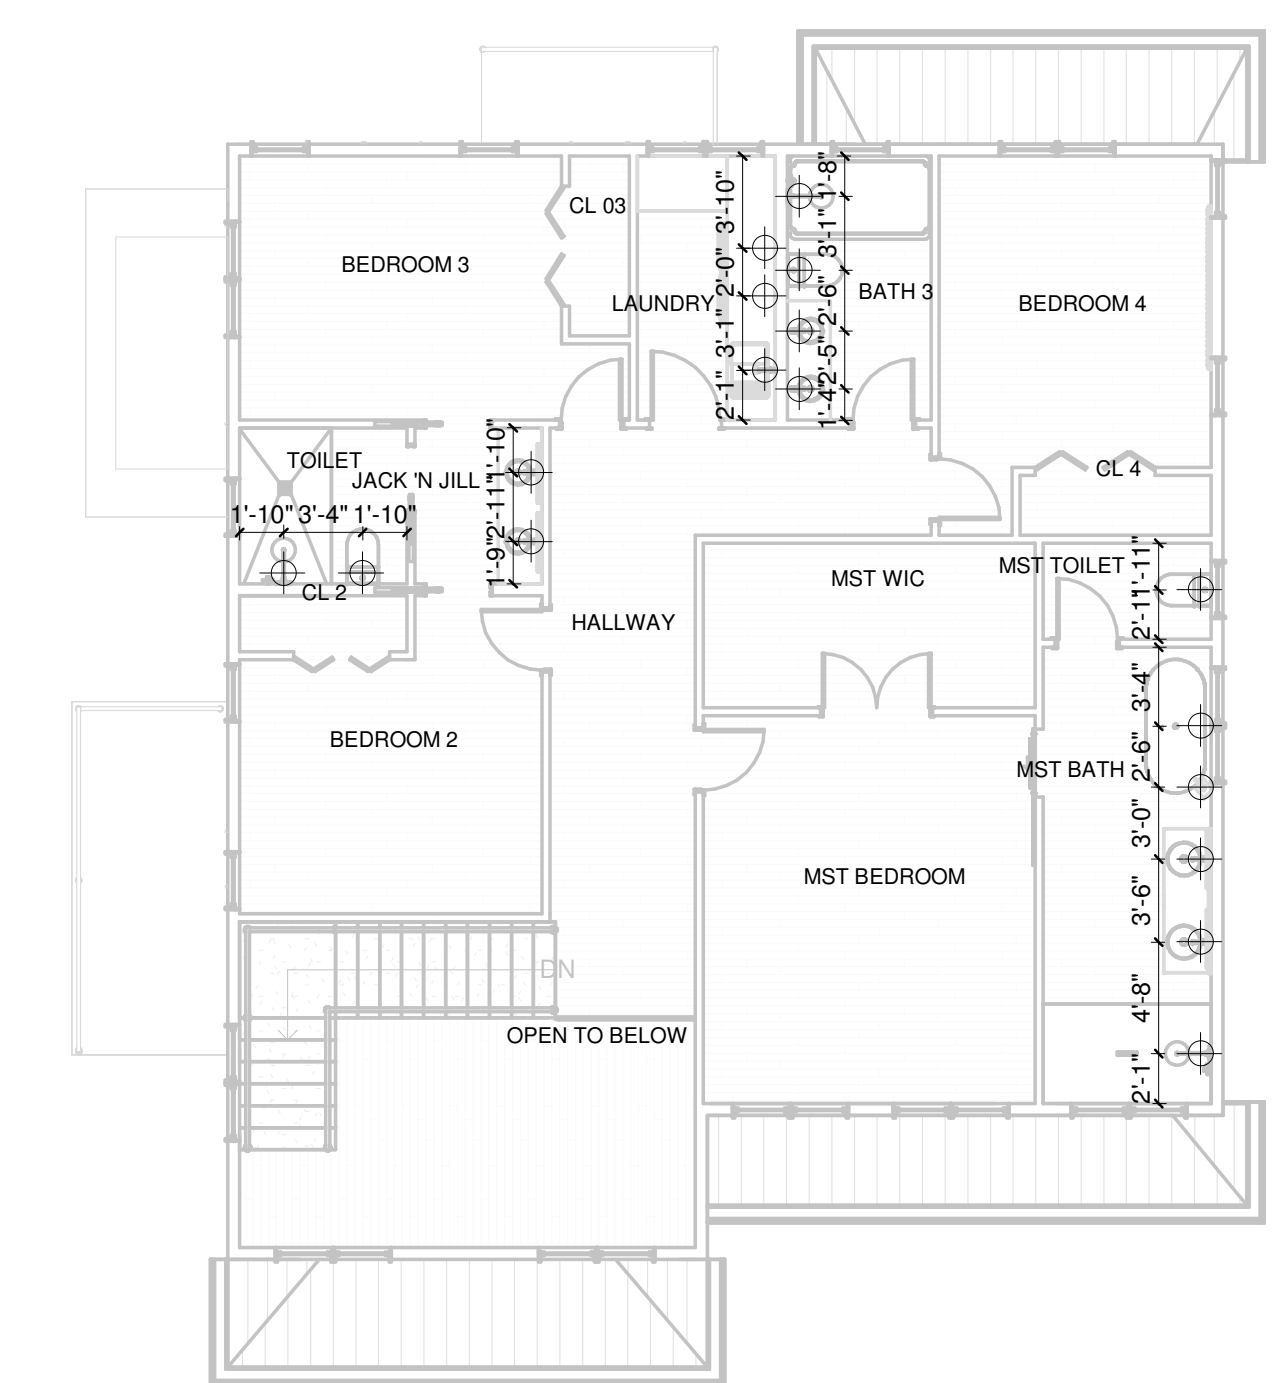 1'-8"
3'-10"
CL 03
3'-1"
BEDROOM 3
2'-0"
BATH 3
LAUNDRY
2'-6"
BEDROOM 4
3'-1"
2'-5"
2'-1"
1'-4"
1'-10"
TOILET
CL 4
JACK 'N JILL
2'-11"
1'-10" 3'-4" 1'-10"
1'-9"
MST TOILET
1'-11"
MST WIC
CL 2
2'-1"
HALLWAY
3'-4"
BEDROOM 2
2'-6"
MST BATH
3'-0"
MST BEDROOM
3'-6"
DN
4'-8"
OPEN TO BELOW
2'-1"